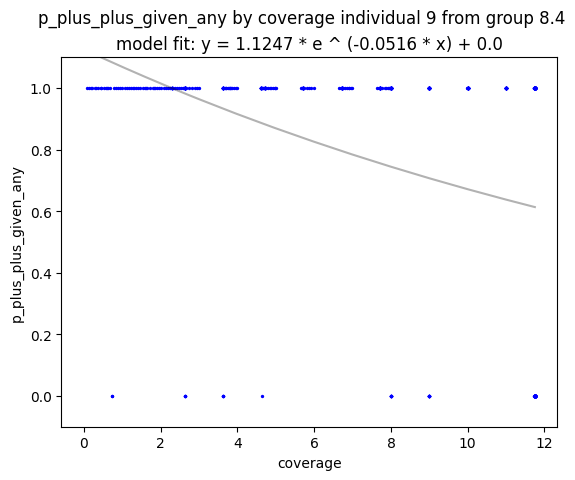 p_plus_plus_given_any by coverage individual 9 from group 8.4
model fit: y = 1.1247 * e ^ (-0.0516 * x) + 0.0
1.0
0.8
0.6
0.4
0.2
0.0
p_plus_plus_given_any
0 2 4 6 8 10 12
coverage